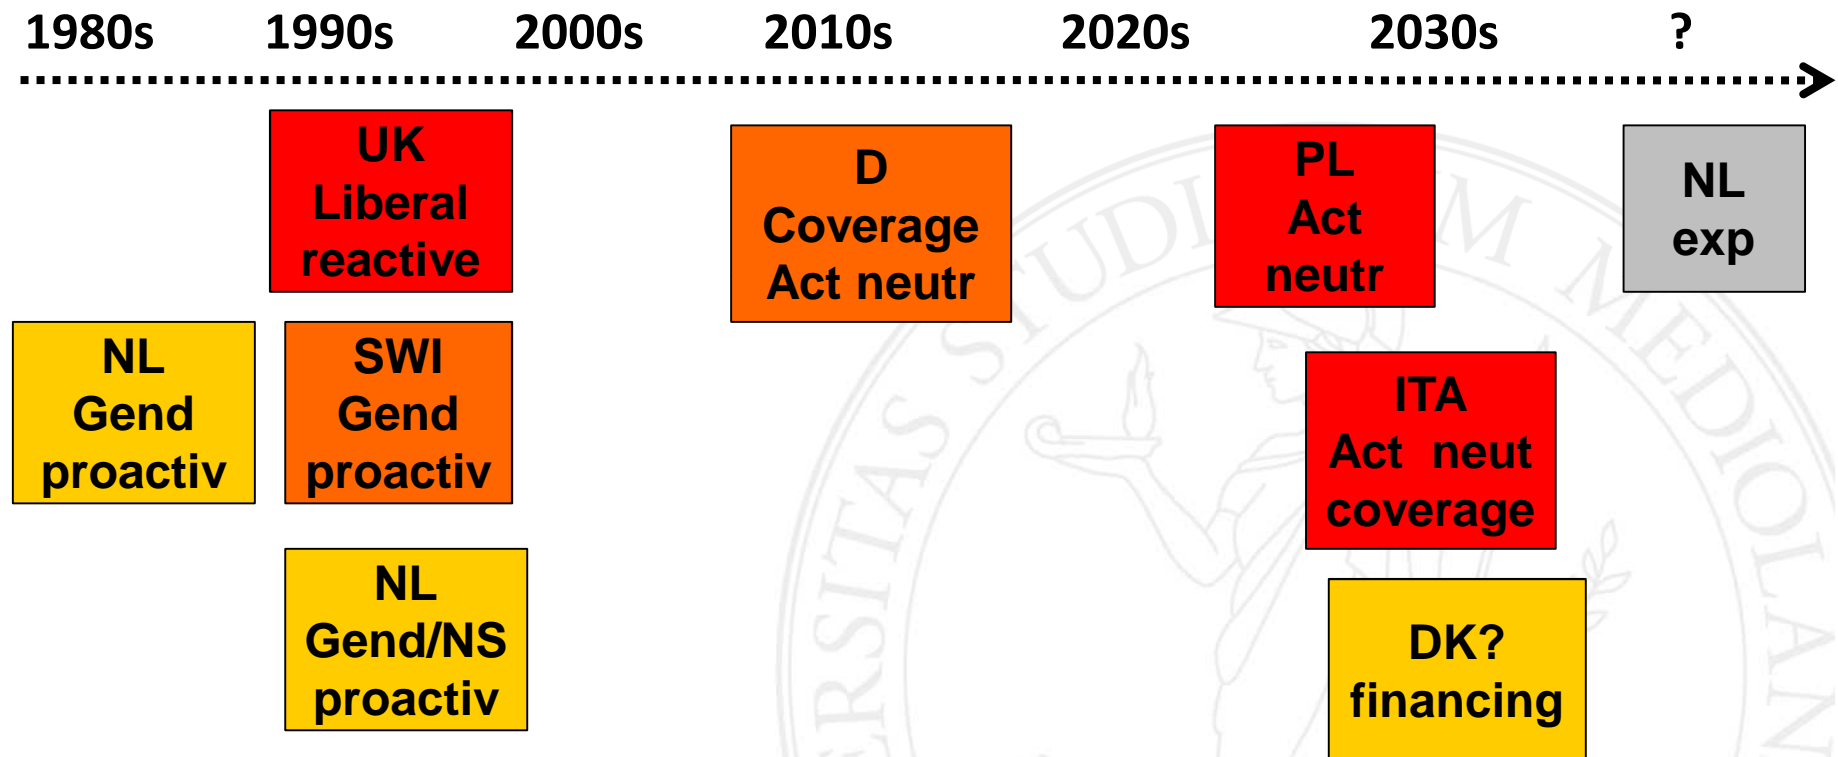 1980s 1990s 2000s 2010s 2020s 2030s ?
UK
Liberal
reactive
D
Coverage
Act neutr
PL
Act
neutr
NL
exp
NL
Gend
proactiv
SWI
Gend
proactiv
ITA
Act neut
coverage
NL
Gend/NS
proactiv
DK?
financing